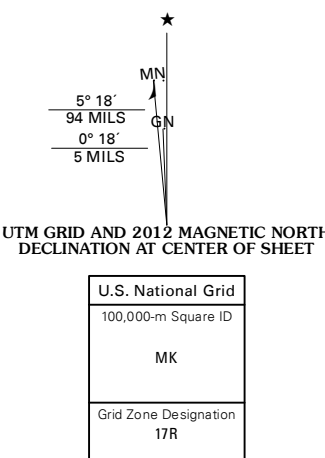 ★
MN
5° 18´
94 MILS
GN
0° 18´
5 MILS
UTM GRID AND 2012 MAGNETIC NORTH
DECLINATION AT CENTER OF SHEET
U.S. National Grid
100,000-m Square ID
MK
Grid Zone Designation
17R